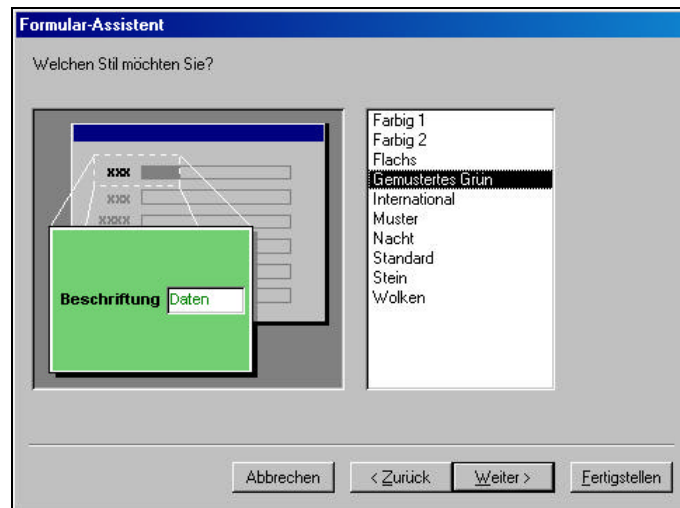 Formular-Assistent
Welchen Stil möchten Sie?
xxx
xxx
xxxx
Beschriftung Daten
Farbig 1
Farbig 2
Flachs
Gemustertes Grün
International
Muster
Nacht
Standard
Stein
Wolken
Abbrechen < Zurück Weiter > Fertigstellen